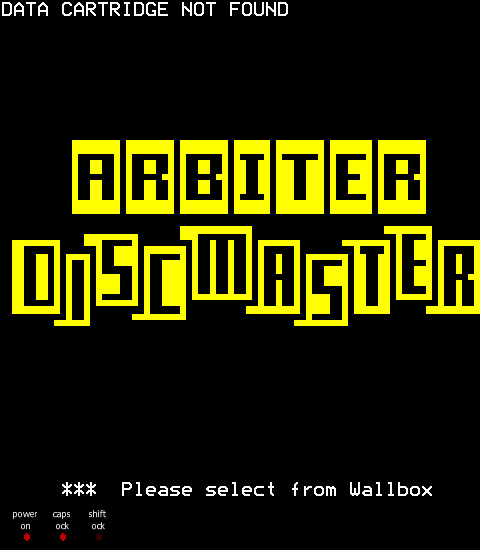 DATA CARTRIDGE NOT FOUND
ARBITER
DISCMASTER
*** Please select from Wallbox
power caps shift
on ock ock